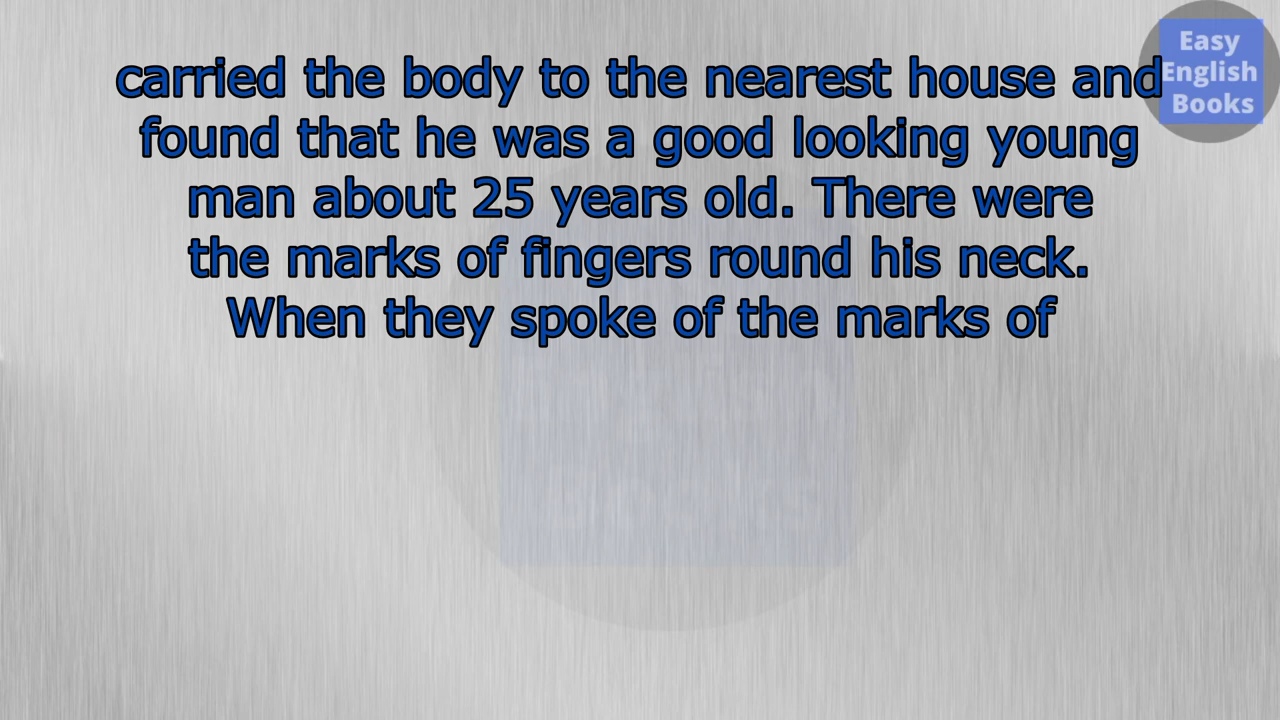 carried the body to the nearest house and
found that he was a good looking young
man about 25 years old. There were
the marks of fingers round his neck.
When they spoke of the marks of
Easy
English
Books